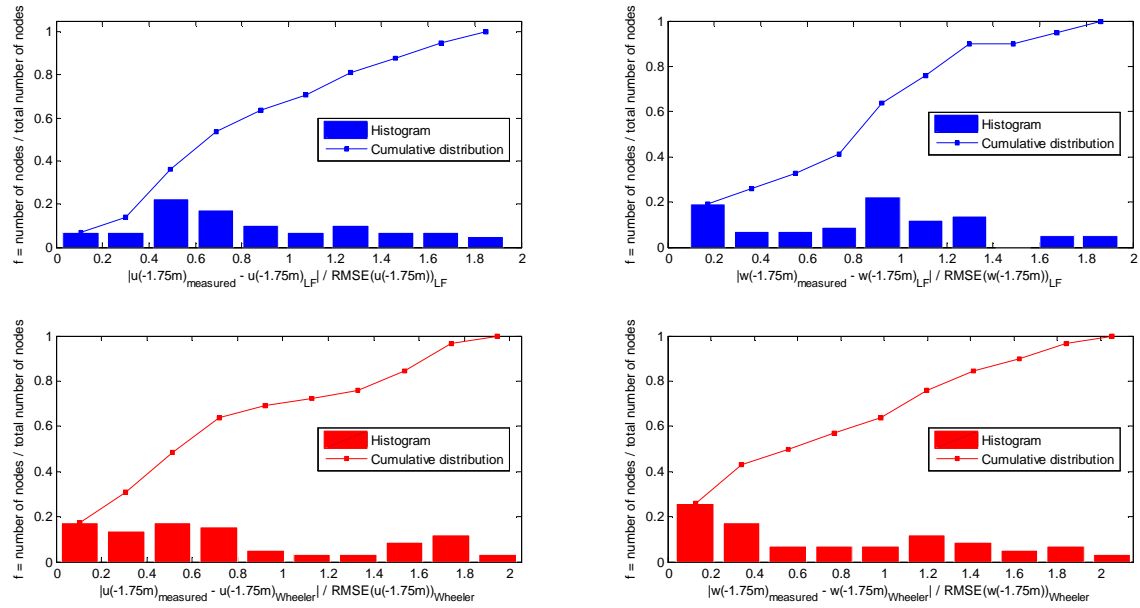 f = number of nodes / total number of nodes
1
0.8
0.6
0.4
0.2
0
Histogram
Cumulative distribution
0 0.2 0.4 0.6 0.8 1 1.2 1.4 1.6 1.8 2
|u(-1.75m)measured - u(-1.75m)LF| / RMSE(u(-1.75m))LF
f = number of nodes / total number of nodes
1
0.8
0.6
0.4
0.2
0
Histogram
Cumulative distribution
0 0.2 0.4 0.6 0.8 1 1.2 1.4 1.6 1.8 2
|w(-1.75m)measured - w(-1.75m)LF| / RMSE(w(-1.75m))LF
f = number of nodes / total number of nodes
1
0.8
0.6
0.4
0.2
0
Histogram
Cumulative distribution
0 0.2 0.4 0.6 0.8 1 1.2 1.4 1.6 1.8 2
|u(-1.75m)measured - u(-1.75m)Wheeler| / RMSE(u(-1.75m))Wheeler
f = number of nodes / total number of nodes
1
0.8
0.6
0.4
0.2
0
Histogram
Cumulative distribution
0 0.2 0.4 0.6 0.8 1 1.2 1.4 1.6 1.8 2
|w(-1.75m)measured - w(-1.75m)Wheeler| / RMSE(w(-1.75m))Wheeler